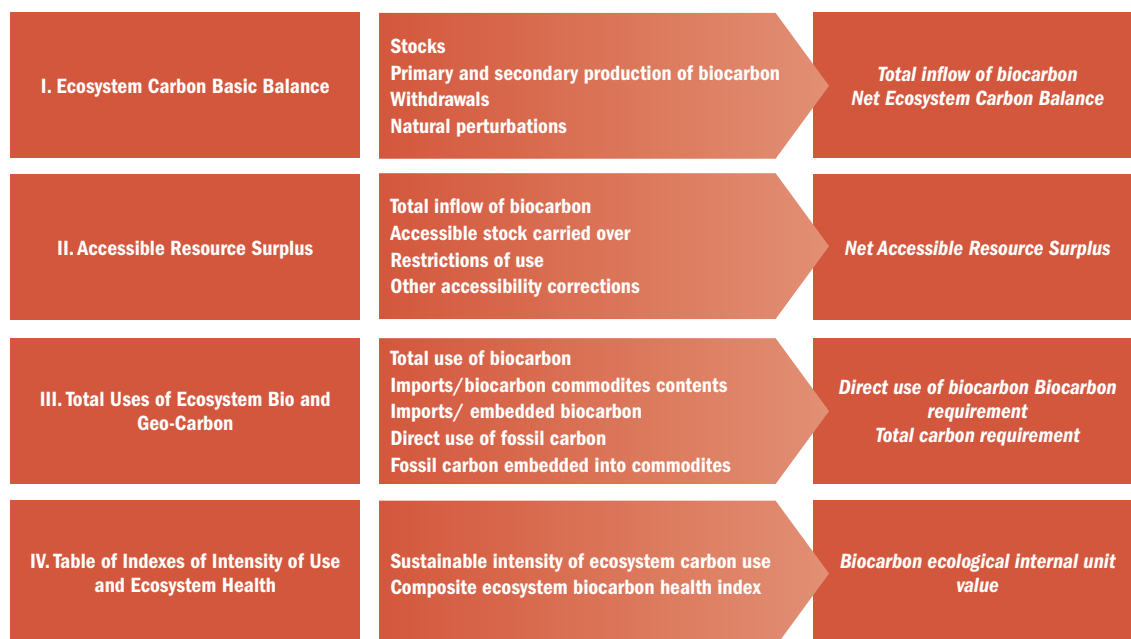 I. Ecosystem Carbon Basic Balance
Stocks
Primary and secondary production of biocarbon
Withdrawals
Natural perturbations
Total inflow of biocarbon
Net Ecosystem Carbon Balance
II. Accessible Resource Surplus
Total inflow of biocarbon
Accessible stock carried over
Restrictions of use
Other accessibility corrections
Net Accessible Resource Surplus
III. Total Uses of Ecosystem Bio and
Geo-Carbon
Total use of biocarbon
Imports/biocarbon commodites contents
Imports/ embedded biocarbon
Direct use of fossil carbon
Fossil carbon embedded into commodites
Direct use of biocarbon Biocarbon
requirement
Total carbon requirement
IV. Table of Indexes of Intensity of Use
and Ecosystem Health
Sustainable intensity of ecosystem carbon use
Composite ecosystem biocarbon health index
Biocarbon ecological internal unit
value